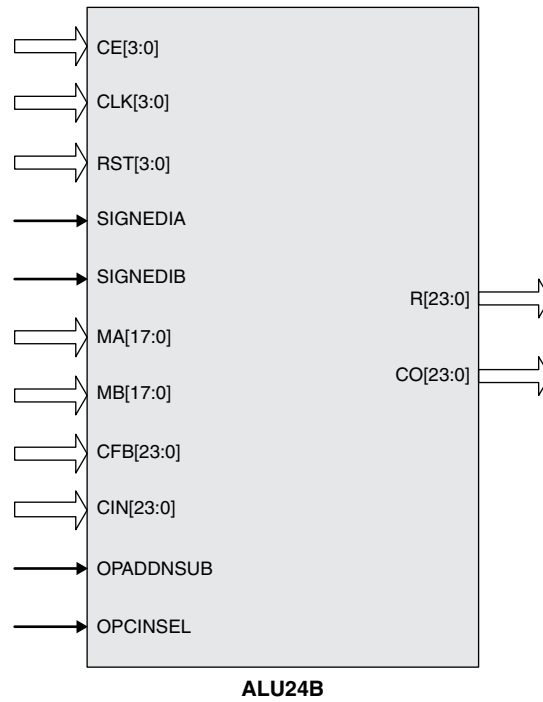 CE[3:0]
CLK[3:0]
RST[3:0]
SIGNEDIA
SIGNEDIB
MA[17:0]
MB[17:0]
CFB[23:0]
CIN[23:0]
OPADDNSUB
OPCINSEL
R[23:0]
CO[23:0]
ALU24B